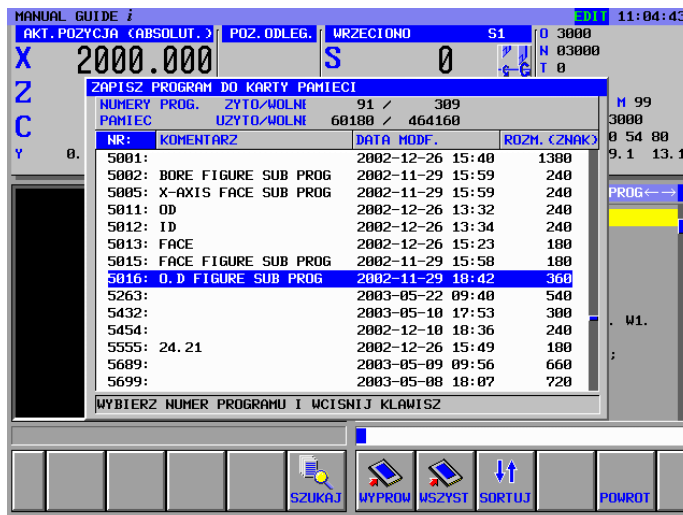 MANUAL GUIDE i EDIT 11:04:43
AKT.POZYCJA (ABSOLUT.) POZ.ODLEG. WRZECIONO S1 O 3000
X 2000.000 S 0 N 03000
T 0
Z
C
Y 0.
M 99
3000
0 54 80
9.1 13.1
PROG←→
. W1.
;
ZAPISZ PROGRAM DO KARTY PAMIECI
NUMERY PROG. ZYTO/WOLNE 91 / 309
PAMIEC UZYTO/WOLNE 60180 / 464160
NR: KOMENTARZ DATA MODF. ROZM.(ZNAK)
5001: 2002-12-26 15:40 1380
5002: BORE FIGURE SUB PROG 2002-11-29 15:59 240
5005: X-AXIS FACE SUB PROG 2002-11-29 15:59 240
5011: OD 2002-12-26 13:32 240
5012: ID 2002-12-26 13:34 240
5013: FACE 2002-12-26 15:23 180
5015: FACE FIGURE SUB PROG 2002-11-29 15:58 180
5016: O.D FIGURE SUB PROG 2002-11-29 18:42 360
5263: 2003-05-22 09:40 540
5432: 2003-05-10 17:53 300
5454: 2002-12-10 18:36 240
5555: 24.21 2002-12-26 15:49 180
5689: 2003-05-09 09:56 660
5699: 2003-05-08 18:07 720
WYBIERZ NUMER PROGRAMU I WCISNIJ KLAWISZ
SZUKAJ WYPROW WSZYST SORTUJ POWROT